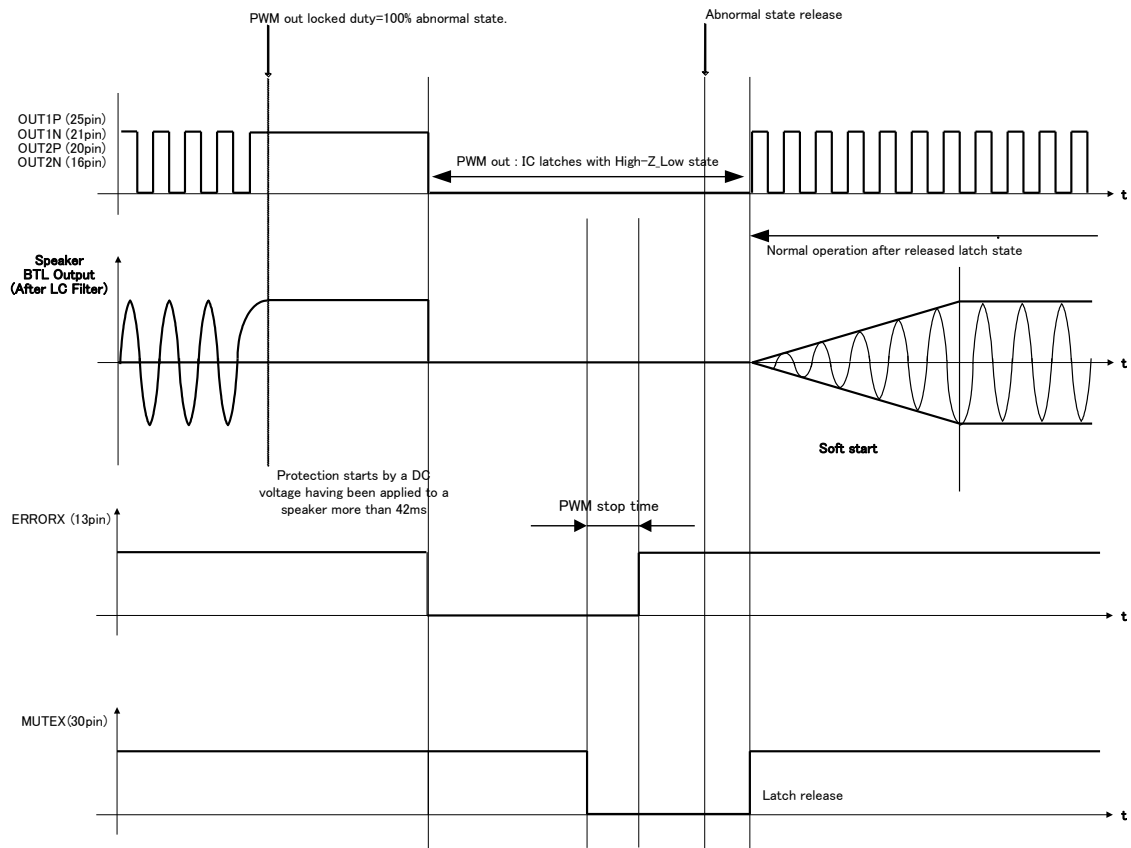 PWM out locked duty=100% abnormal state.
Abnormal state release
OUT1P (25pin)
OUT1N (21pin)
OUT2P (20pin)
OUT2N (16pin)
PWM out : IC latches with High-Z_Low state
t
Normal operation after released latch state
Speaker
BTL Output
(After LC Filter)
t
Soft start
Protection starts by a DC
voltage having been applied to a
speaker more than 42ms
PWM stop time
ERRORX (13pin)
t
MUTEX(30pin)
Latch release
t